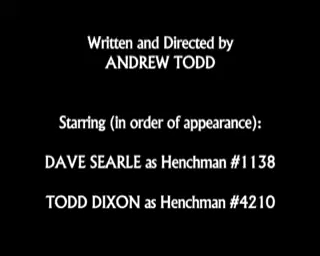 Written and Directed by
ANDREW TODD
Starring (in order of appearance):
DAVE SEARLE as Henchman #1138
TODD DIXON as Henchman #4210